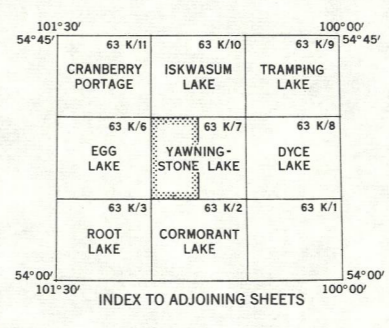 101°30' 100°00'
54°45' 54°45'
63 K/11 63 K/10 63 K/9
CRANBERRY PORTAGE ISKWASUM LAKE TRAMPING LAKE
63 K/6 63 K/7 63 K/8
EGG LAKE YAWNING-STONE LAKE DYCE LAKE
63 K/3 63 K/2 63 K/1
ROOT LAKE CORMORANT LAKE
54°00' 54°00'
101°30' 100°00'
INDEX TO ADJOINING SHEETS